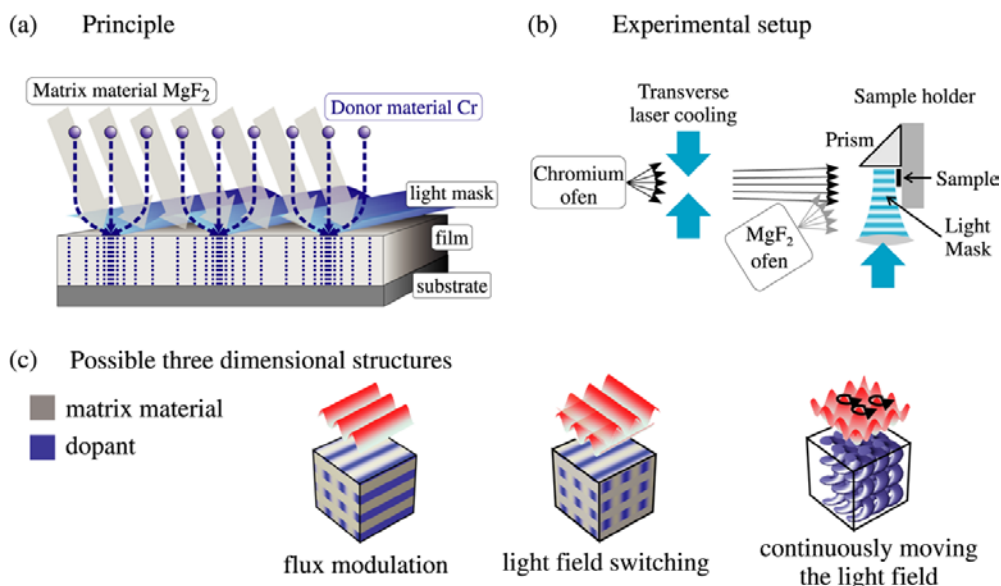 (a) Principle
Matrix material MgF₂
Donor material Cr
light mask
film
substrate
(b) Experimental setup
Transverse
laser cooling
Sample holder
Prism
Chromium
ofen
Sample
MgF₂
ofen
Light
Mask
(c) Possible three dimensional structures
matrix material
dopant
flux modulation
light field switching
continuously moving
the light field